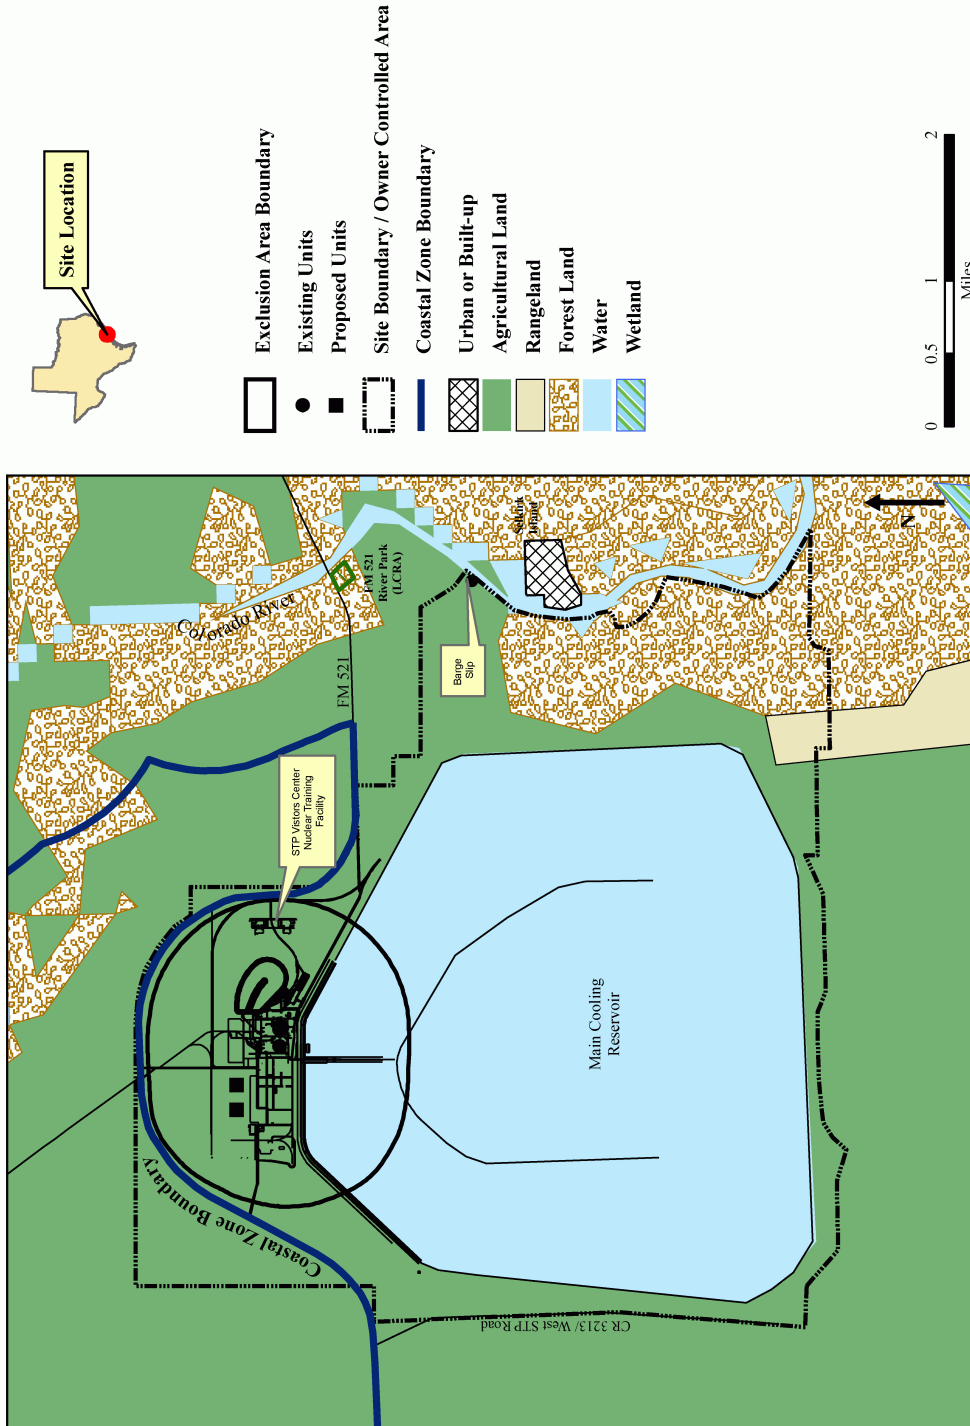 Site Location
Exclusion Area Boundary
Existing Units
Proposed Units
Site Boundary / Owner Controlled Area
Coastal Zone Boundary
Urban or Built-up
Agricultural Land
Rangeland
Forest Land
Water
Wetland
0
0.5
1
2
Miles
N
Colorado River
FM 521
FM 521
River Park
(LCRA)
Selkirk
Island
Barge
Slip
STP Vistors Center
Nuclear Training
Facility
Coastal Zone Boundary
Main Cooling
Reservoir
CR 3213/ West STP Road